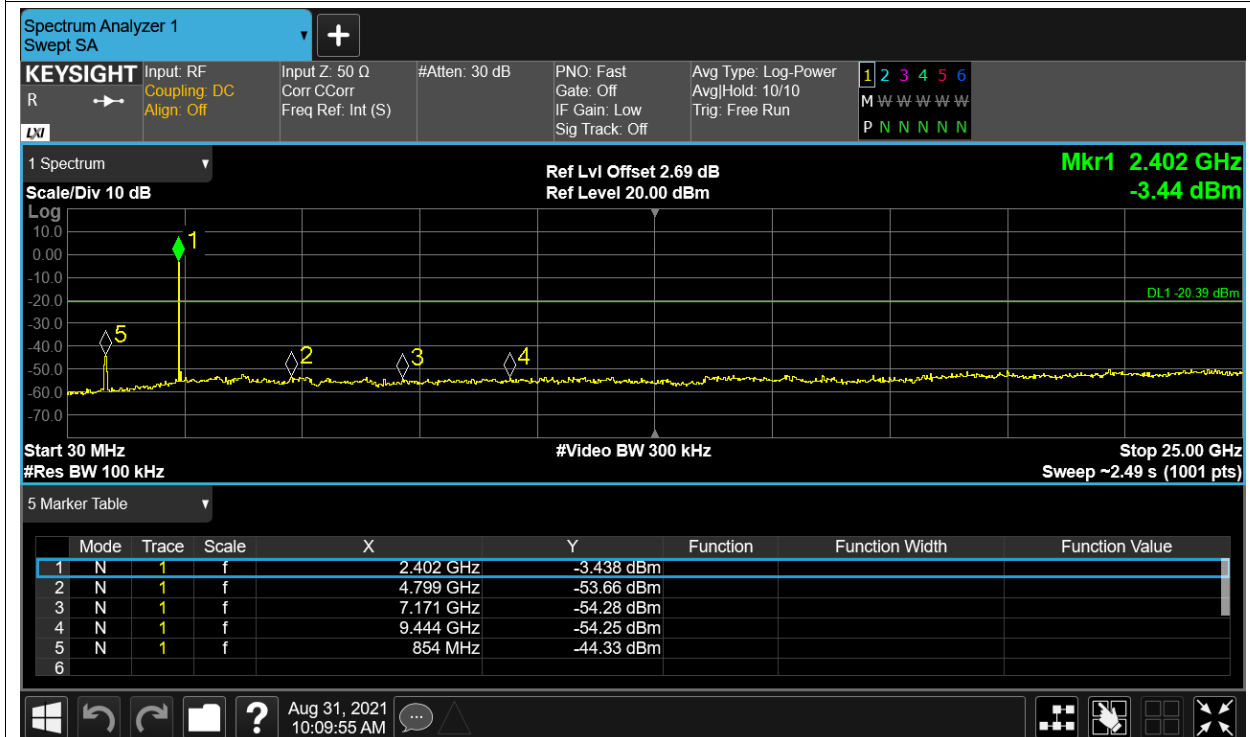 Spectrum Analyzer 1
Swept SA
+
KEYSIGHT Input: RF Input Z: 50 Ω #Atten: 30 dB PNO: Fast Avg Type: Log-Power 1 2 3 4 5 6
R Coupling: DC Corr CCorr Gate: Off Avg|Hold: 10/10 M W W W W W
Align: Off Freq Ref: Int (S) IF Gain: Low Trig: Free Run
LXI Sig Track: Off P N N N N N
1 Spectrum Ref Lvl Offset 2.69 dB Mkr1 2.402 GHz
Scale/Div 10 dB Ref Level 20.00 dBm -3.44 dBm
Log
10.0
1
0.00
-10.0
-20.0 DL1 -20.39 dBm
-30.0
5
-40.0
2 3 4
-50.0
-60.0
-70.0
Start 30 MHz #Video BW 300 kHz Stop 25.00 GHz
#Res BW 100 kHz Sweep ~2.49 s (1001 pts)
5 Marker Table
Mode Trace Scale X Y Function Function Width Function Value
1 N 1 f 2.402 GHz -3.438 dBm
2 N 1 f 4.799 GHz -53.66 dBm
3 N 1 f 7.171 GHz -54.28 dBm
4 N 1 f 9.444 GHz -54.25 dBm
5 N 1 f 854 MHz -44.33 dBm
6
? Aug 31, 2021
10:09:55 AM